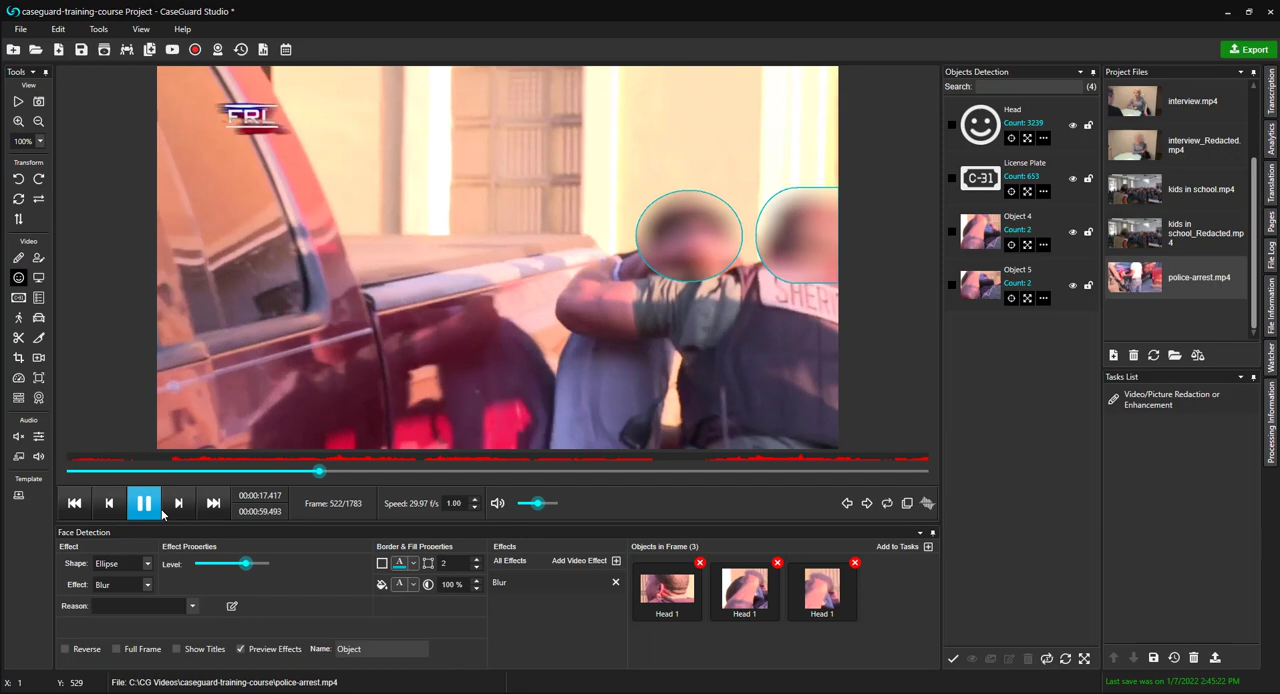 caseguard-training-course Project - CaseGuard Studio *
File Edit Tools View Help
Export
Tools
View
100%
Transform
Video
C-31
Audio
Template
FRL
SHERI
00:00:17.417
00:00:59.493
Frame: 522/1783
Speed: 29.97 f/s 1.00
Face Detection
Effect
Shape: Ellipse
Effect: Blur
Reason:
Effect Properties
Level:
Border & Fill Properties
A 2
A 100 %
Effects
All Effects Add Video Effect
Blur
Objects in Frame (3)
Add to Tasks
Head 1
Head 1
Head 1
Reverse Full Frame Show Titles Preview Effects Name: Object
Objects Detection
Search: (4)
Head
Count: 3239
C-31
License Plate
Count: 653
Object 4
Count: 2
Object 5
Count: 2
Project Files
interview.mp4
interview_Redacted.
mp4
kids in school.mp4
kids in
school_Redacted.mp
4
police-arrest.mp4
Tasks List
Video/Picture Redaction or
Enhancement
Transcription
Analytics
Translation
Pages
File Log
File Information
Watcher
Processing Information
X: 1 Y: 529 File: C:\CG Videos\caseguard-training-course\police-arrest.mp4
Last save was on 1/7/2022 2:45:22 PM